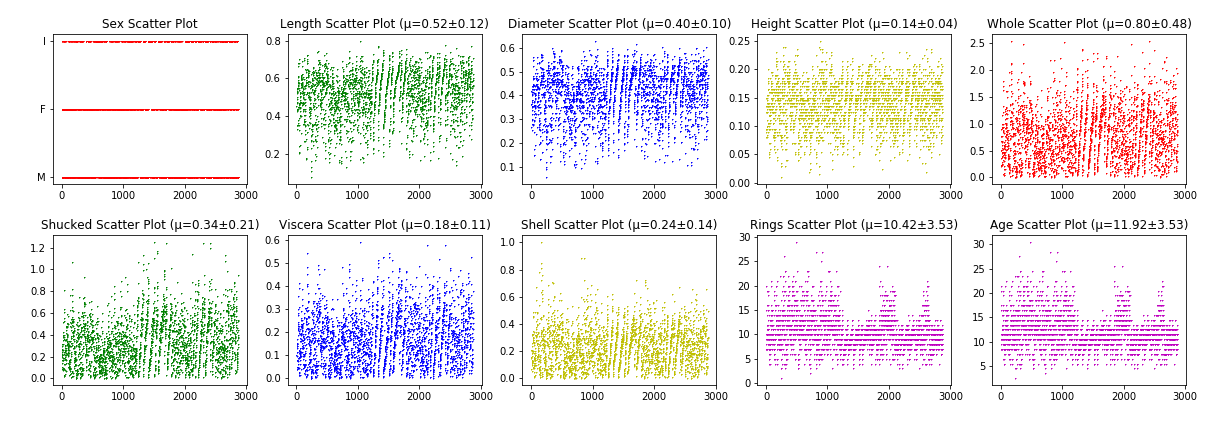 Sex Scatter Plot
I
F
M
0 1000 2000 3000
Length Scatter Plot (μ=0.52±0.12)
0.8
0.6
0.4
0.2
0 1000 2000 3000
Diameter Scatter Plot (μ=0.40±0.10)
0.6
0.5
0.4
0.3
0.2
0.1
0 1000 2000 3000
Height Scatter Plot (μ=0.14±0.04)
0.25
0.20
0.15
0.10
0.05
0.00
0 1000 2000 3000
Whole Scatter Plot (μ=0.80±0.48)
2.5
2.0
1.5
1.0
0.5
0.0
0 1000 2000 3000
Shucked Scatter Plot (μ=0.34±0.21)
1.2
1.0
0.8
0.6
0.4
0.2
0.0
0 1000 2000 3000
Viscera Scatter Plot (μ=0.18±0.11)
0.6
0.5
0.4
0.3
0.2
0.1
0.0
0 1000 2000 3000
Shell Scatter Plot (μ=0.24±0.14)
1.0
0.8
0.6
0.4
0.2
0.0
0 1000 2000 3000
Rings Scatter Plot (μ=10.42±3.53)
30
25
20
15
10
5
0
0 1000 2000 3000
Age Scatter Plot (μ=11.92±3.53)
30
25
20
15
10
5
0 1000 2000 3000